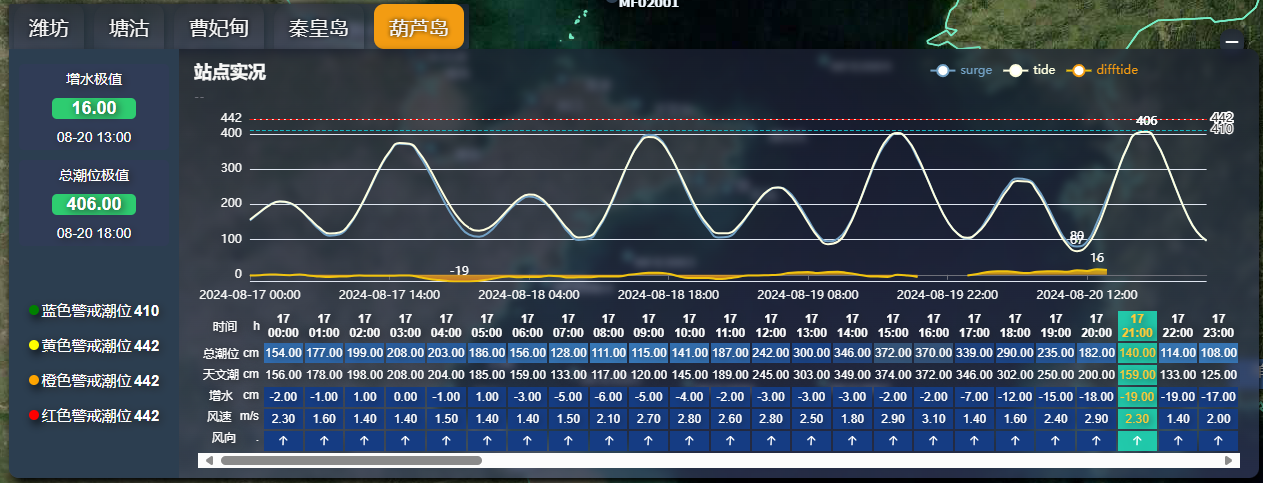 MF02001
潍坊 塘沽 曹妃甸 秦皇岛 葫芦岛
增水极值
16.00
08-20 13:00
总潮位极值
406.00
08-20 18:00
蓝色警戒潮位 410
黄色警戒潮位 442
橙色警戒潮位 442
红色警戒潮位 442
站点实况
--
surge tide difftide
442
400
300
200
100
0
406
442
410
-19
80
67
16
2024-08-17 00:00 2024-08-17 14:00 2024-08-18 04:00 2024-08-18 18:00 2024-08-19 08:00 2024-08-19 22:00 2024-08-20 12:00
时间 h 17 00:00 17 01:00 17 02:00 17 03:00 17 04:00 17 05:00 17 06:00 17 07:00 17 08:00 17 09:00 17 10:00 17 11:00 17 12:00 17 13:00 17 14:00 17 15:00 17 16:00 17 17:00 17 18:00 17 19:00 17 20:00 17 21:00 17 22:00 17 23:00
总潮位 cm 154.00 177.00 199.00 208.00 203.00 186.00 156.00 128.00 111.00 115.00 141.00 187.00 242.00 300.00 346.00 372.00 370.00 339.00 290.00 235.00 182.00 140.00 114.00 108.00
天文潮 cm 156.00 178.00 198.00 208.00 204.00 185.00 159.00 133.00 117.00 120.00 145.00 189.00 245.00 303.00 349.00 374.00 372.00 346.00 302.00 250.00 200.00 159.00 133.00 125.00
增水 cm -2.00 -1.00 1.00 0.00 -1.00 1.00 -3.00 -5.00 -6.00 -5.00 -4.00 -2.00 -3.00 -3.00 -3.00 -2.00 -2.00 -7.00 -12.00 -15.00 -18.00 -19.00 -19.00 -17.00
风速 m/s 2.30 1.60 1.40 1.40 1.50 1.40 1.40 1.50 2.10 2.70 2.80 2.60 2.80 2.50 1.80 2.90 3.10 1.40 1.60 2.40 2.90 2.30 1.40 2.00
风向 - ↑ ↑ ↑ ↑ ↑ ↑ ↑ ↑ ↑ ↑ ↑ ↑ ↑ ↑ ↑ ↑ ↑ ↑ ↑ ↑ ↑ ↑ ↑ ↑